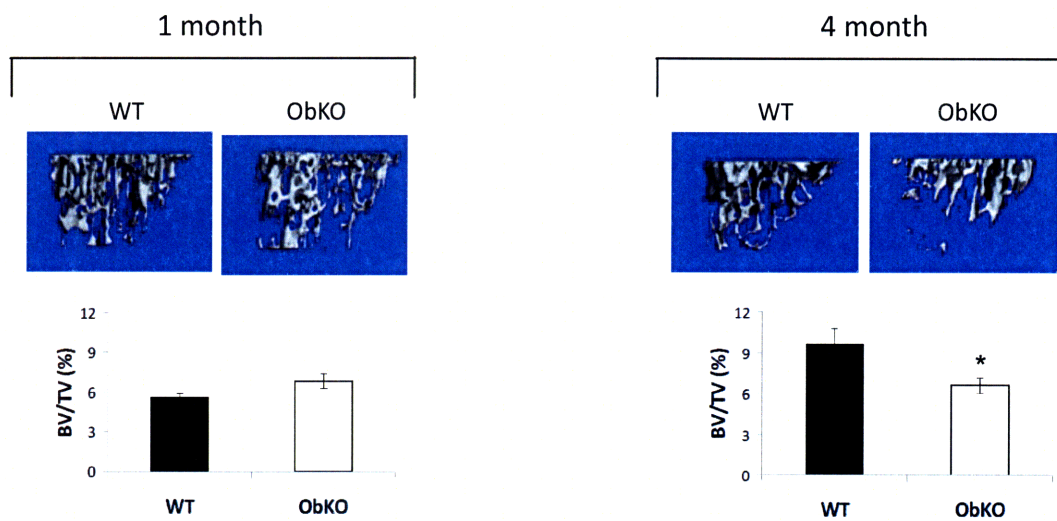 1 month
WT ObKO
12
9
6
3
0
BV/TV (%)
WT ObKO
4 month
WT ObKO
12
9
6
3
0
BV/TV (%)
*
WT ObKO